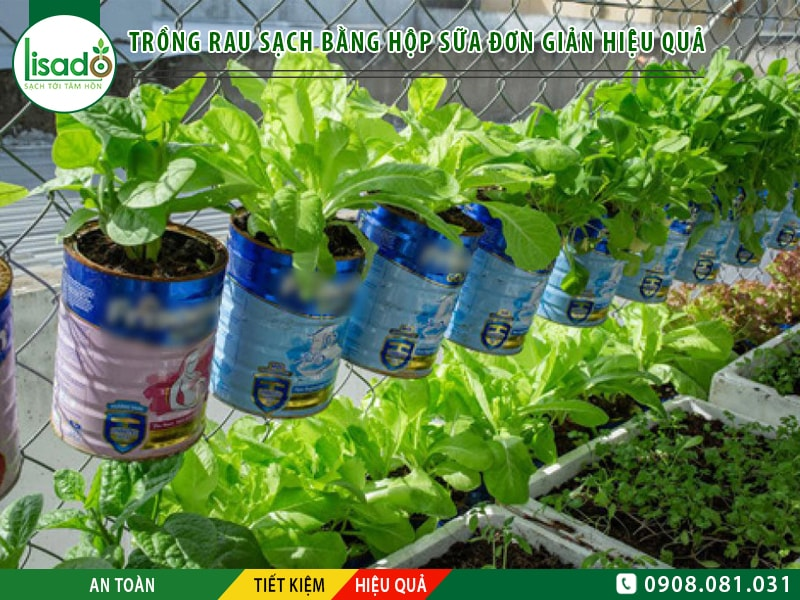 TRỒNG RAU SẠCH BẰNG HỘP SỮA ĐƠN GIẢN HIỆU QUẢ
Lisado
SẠCH TỚI TÂM HỒN
AN TOÀN
TIẾT KIỆM
HIỆU QUẢ
0908.081.031